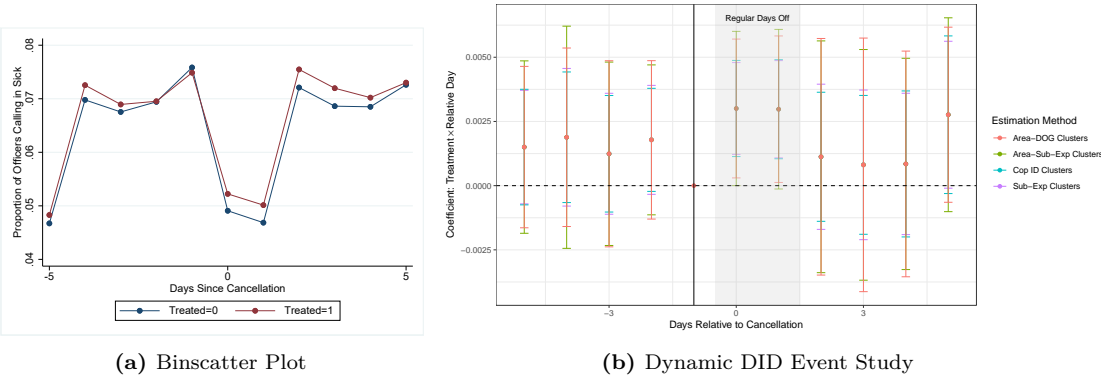 Proportion of Officers Calling in Sick
.08
.07
.06
.05
.04
-5
0
5
Days Since Cancellation
Treated=0
Treated=1
(a) Binscatter Plot
Coefficient: Treatment×Relative Day
0.0050
0.0025
0.0000
−0.0025
Regular Days Off
−3
0
3
Days Relative to Cancellation
Estimation Method
Area−DOG Clusters
Area−Sub−Exp Clusters
Cop ID Clusters
Sub−Exp Clusters
(b) Dynamic DID Event Study